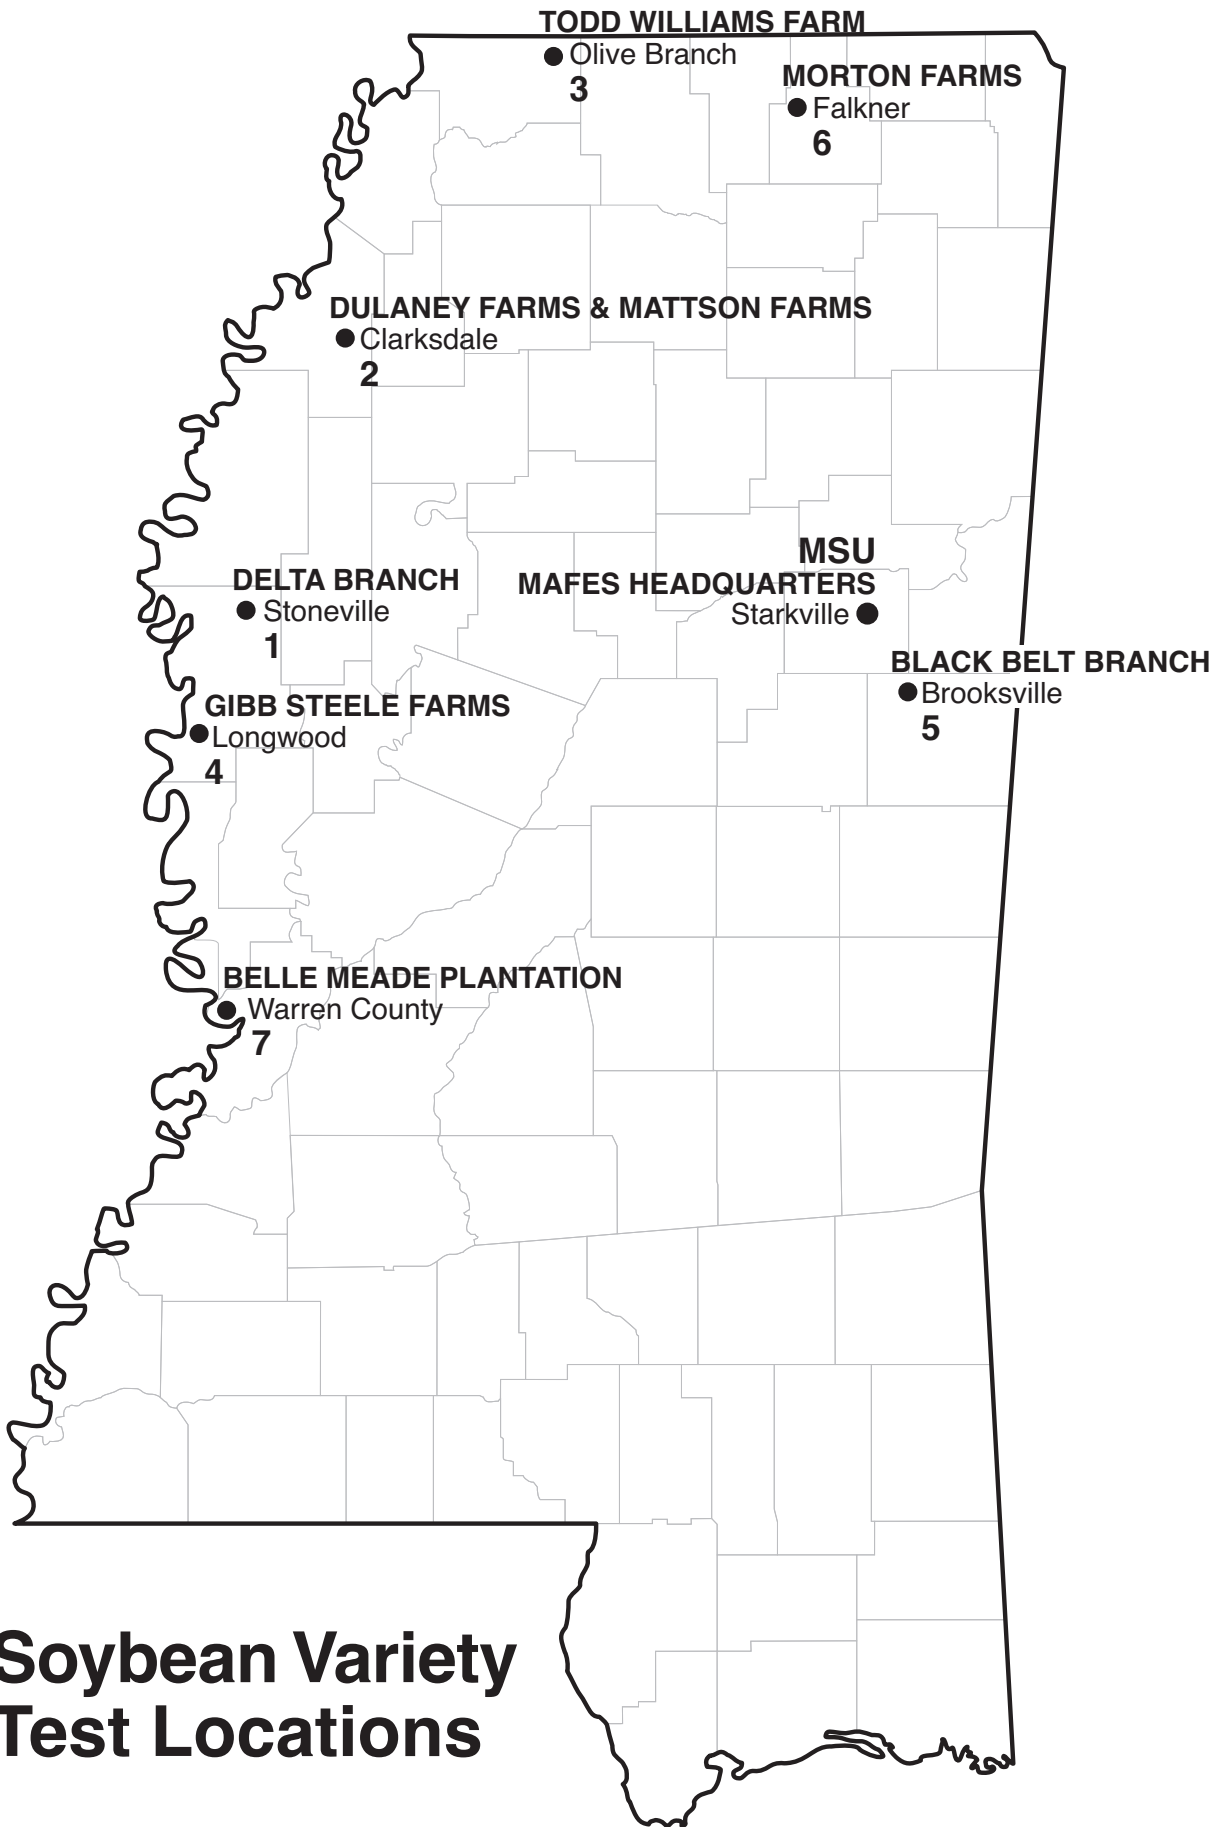 TODD WILLIAMS FARM
Olive Branch
3
MORTON FARMS
Falkner
6
DULANEY FARMS & MATTSON FARMS
Clarksdale
2
MSU
MAFES HEADQUARTERS
Starkville
DELTA BRANCH
Stoneville
1
BLACK BELT BRANCH
Brooksville
5
GIBB STEELE FARMS
Longwood
4
BELLE MEADE PLANTATION
Warren County
7
Soybean Variety
Test Locations